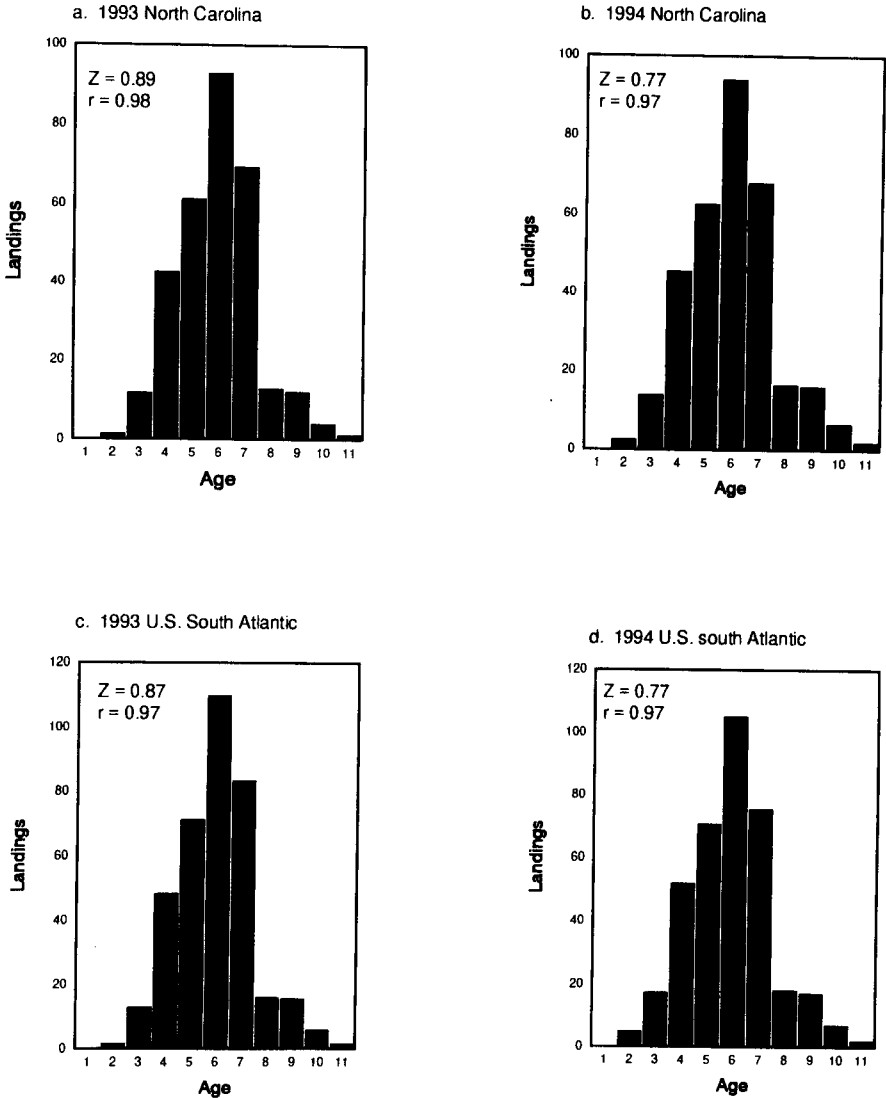 a. 1993 North Carolina
100
80
60
40
20
0
Z = 0.89
r = 0.98
Landings
1 2 3 4 5 6 7 8 9 10 11
Age
b. 1994 North Carolina
100
80
60
40
20
0
Z = 0.77
r = 0.97
Landings
1 2 3 4 5 6 7 8 9 10 11
Age
c. 1993 U.S. South Atlantic
120
100
80
60
40
20
0
Z = 0.87
r = 0.97
Landings
1 2 3 4 5 6 7 8 9 10 11
Age
d. 1994 U.S. south Atlantic
120
100
80
60
40
20
0
Z = 0.77
r = 0.97
Landings
1 2 3 4 5 6 7 8 9 10 11
Age